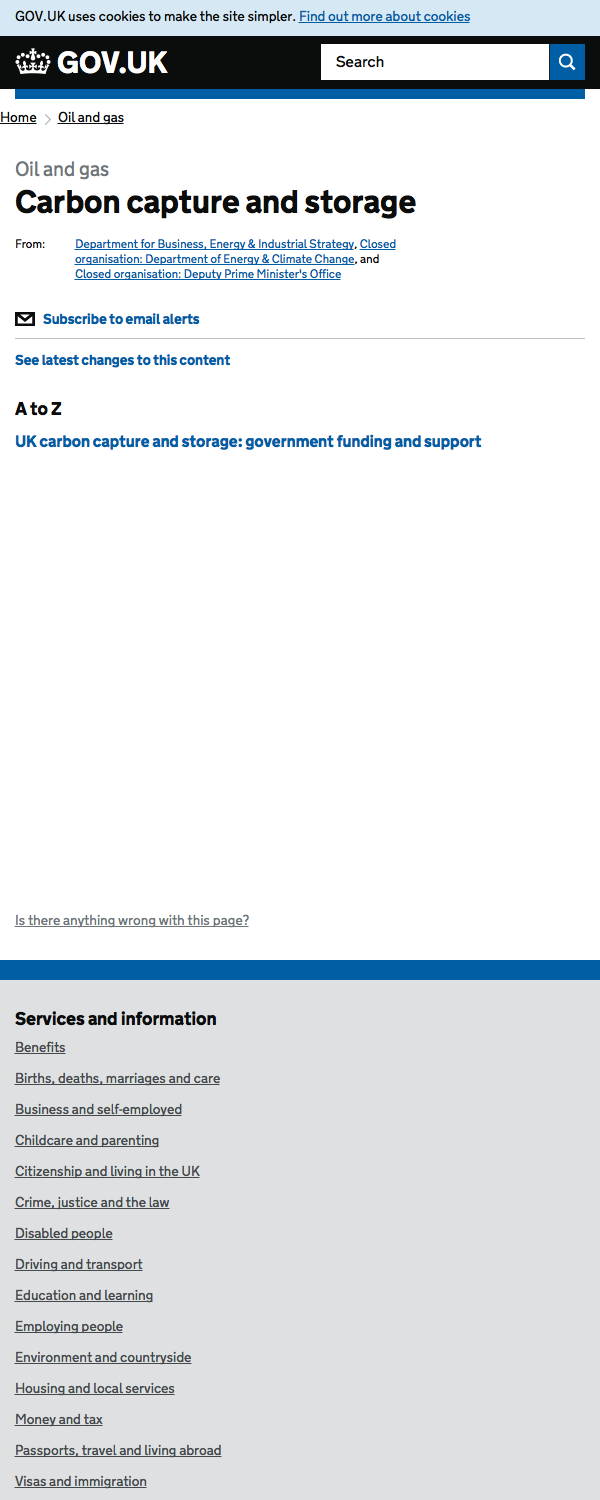 GOV.UK uses cookies to make the site simpler. Find out more about cookies
GOV.UK
Search
Home
Oil and gas
Oil and gas
Carbon capture and storage
From: Department for Business, Energy & Industrial Strategy, Closed
organisation: Department of Energy & Climate Change, and
Closed organisation: Deputy Prime Minister's Office
Subscribe to email alerts
See latest changes to this content
A to Z
UK carbon capture and storage: government funding and support
Is there anything wrong with this page?
Services and information
Benefits
Births, deaths, marriages and care
Business and self-employed
Childcare and parenting
Citizenship and living in the UK
Crime, justice and the law
Disabled people
Driving and transport
Education and learning
Employing people
Environment and countryside
Housing and local services
Money and tax
Passports, travel and living abroad
Visas and immigration